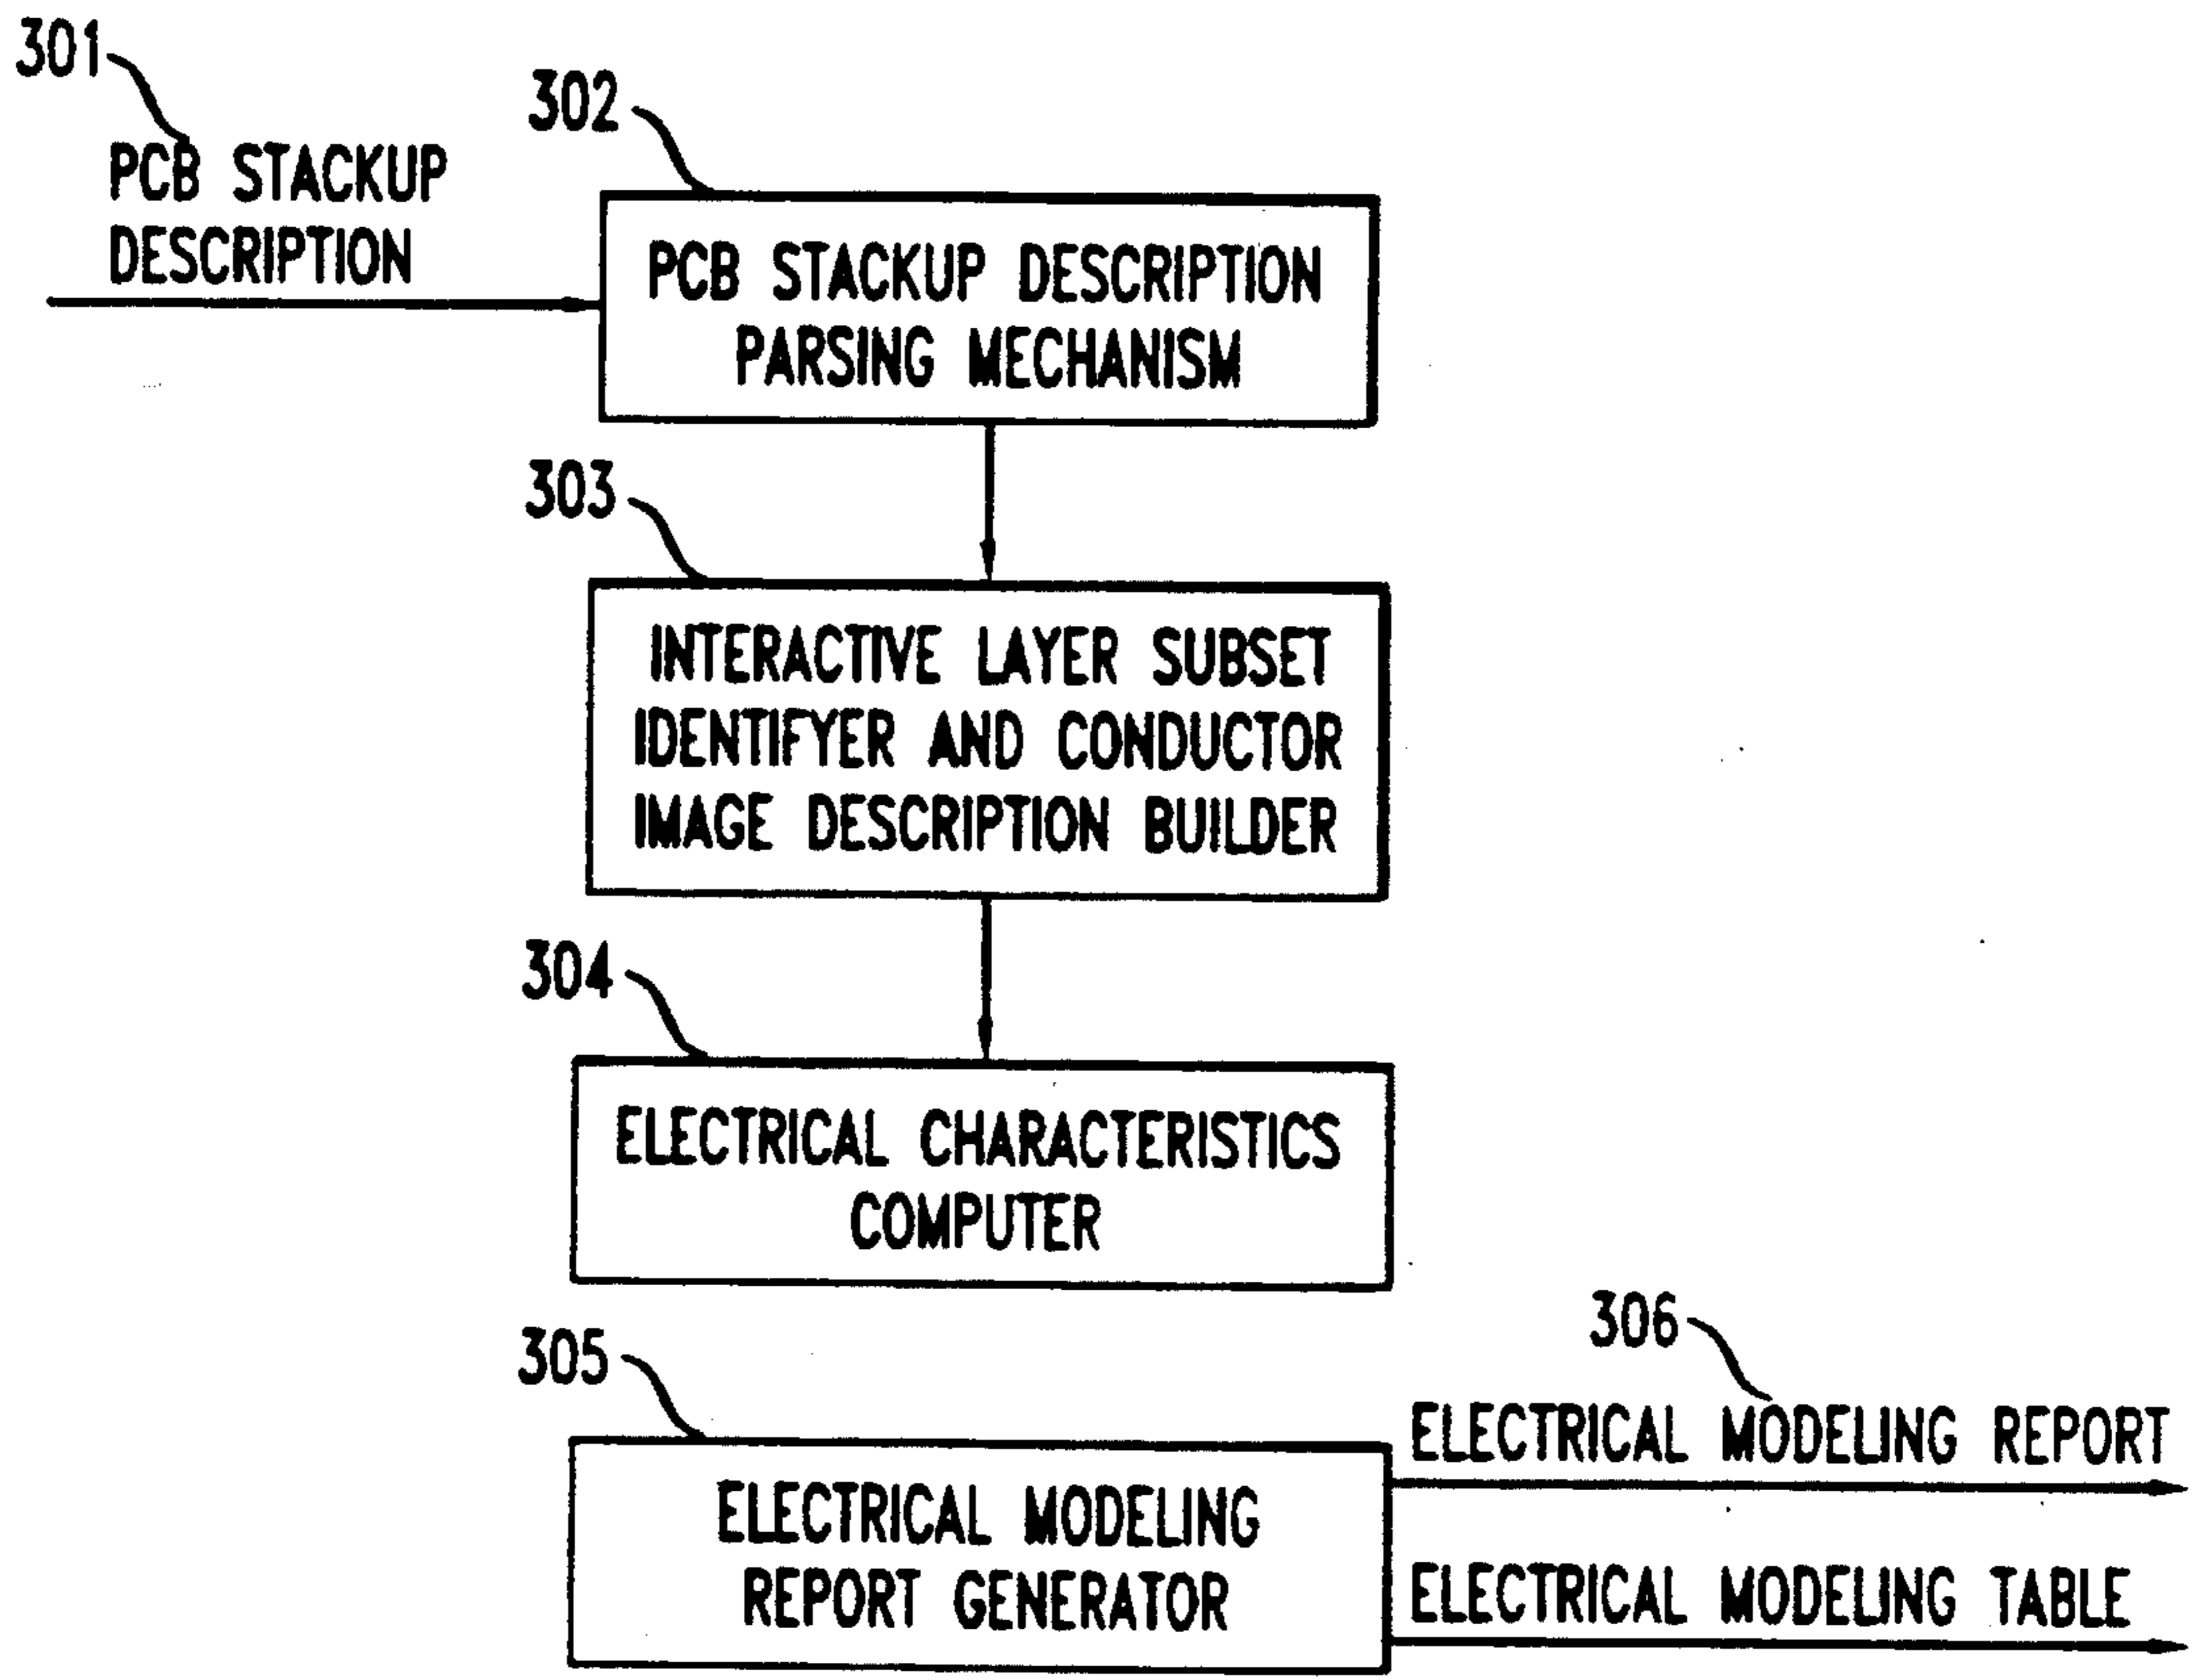 301
PCB STACKUP
DESCRIPTION
302
PCB STACKUP DESCRIPTION
PARSING MECHANISM
303
INTERACTIVE LAYER SUBSET
IDENTIFYER AND CONDUCTOR
IMAGE DESCRIPTION BUILDER
304
ELECTRICAL CHARACTERISTICS
COMPUTER
305
ELECTRICAL MODELING
REPORT GENERATOR
306
ELECTRICAL MODELING REPORT
ELECTRICAL MODELING TABLE